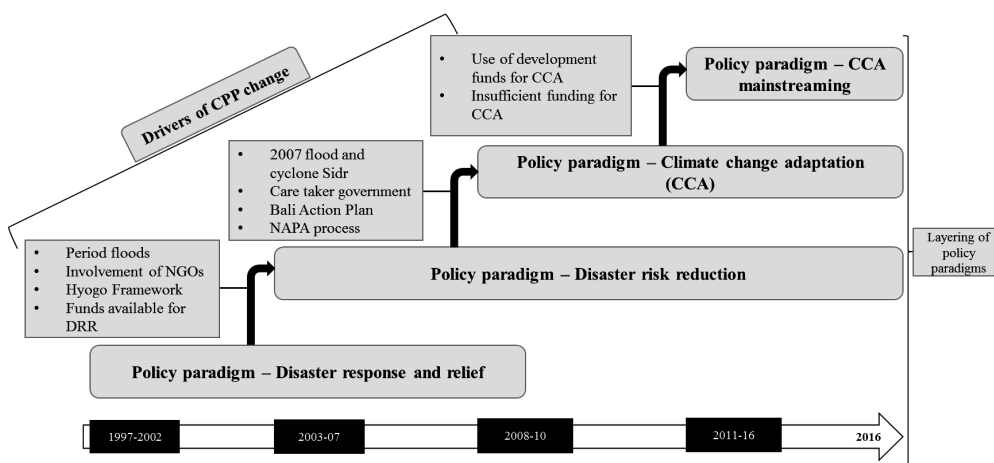 Drivers of CPP change
• Use of development
funds for CCA
• Insufficient funding for
CCA
Policy paradigm – CCA
mainstreaming
• 2007 flood and
cyclone Sidr
• Care taker government
• Bali Action Plan
• NAPA process
Policy paradigm – Climate change adaptation
(CCA)
• Period floods
• Involvement of NGOs
• Hyogo Framework
• Funds available for
DRR
Policy paradigm – Disaster risk reduction
Layering of
policy
paradigms
Policy paradigm – Disaster response and relief
1997-2002
2003-07
2008-10
2011-16
2016